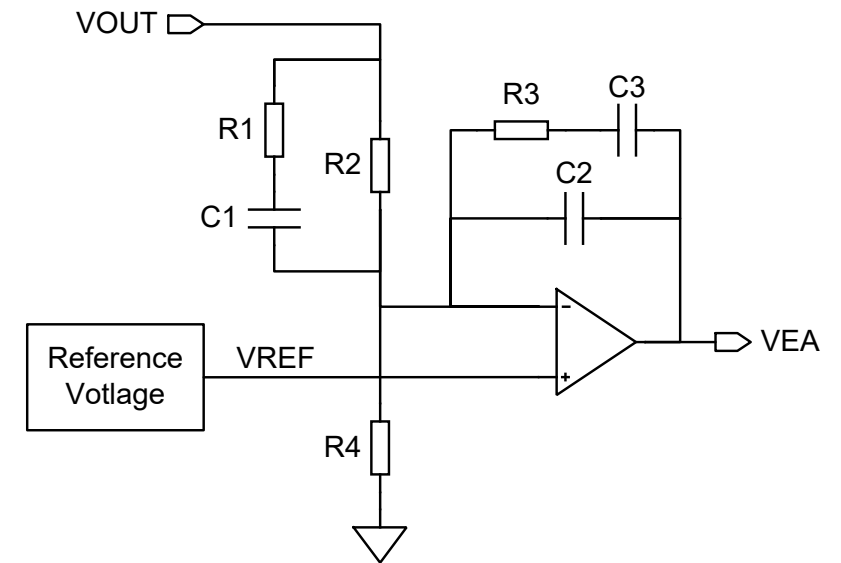 VOUT
R3
C3
R1
R2
C2
C1
-
VEA
Reference
Votlage
VREF
+
R4